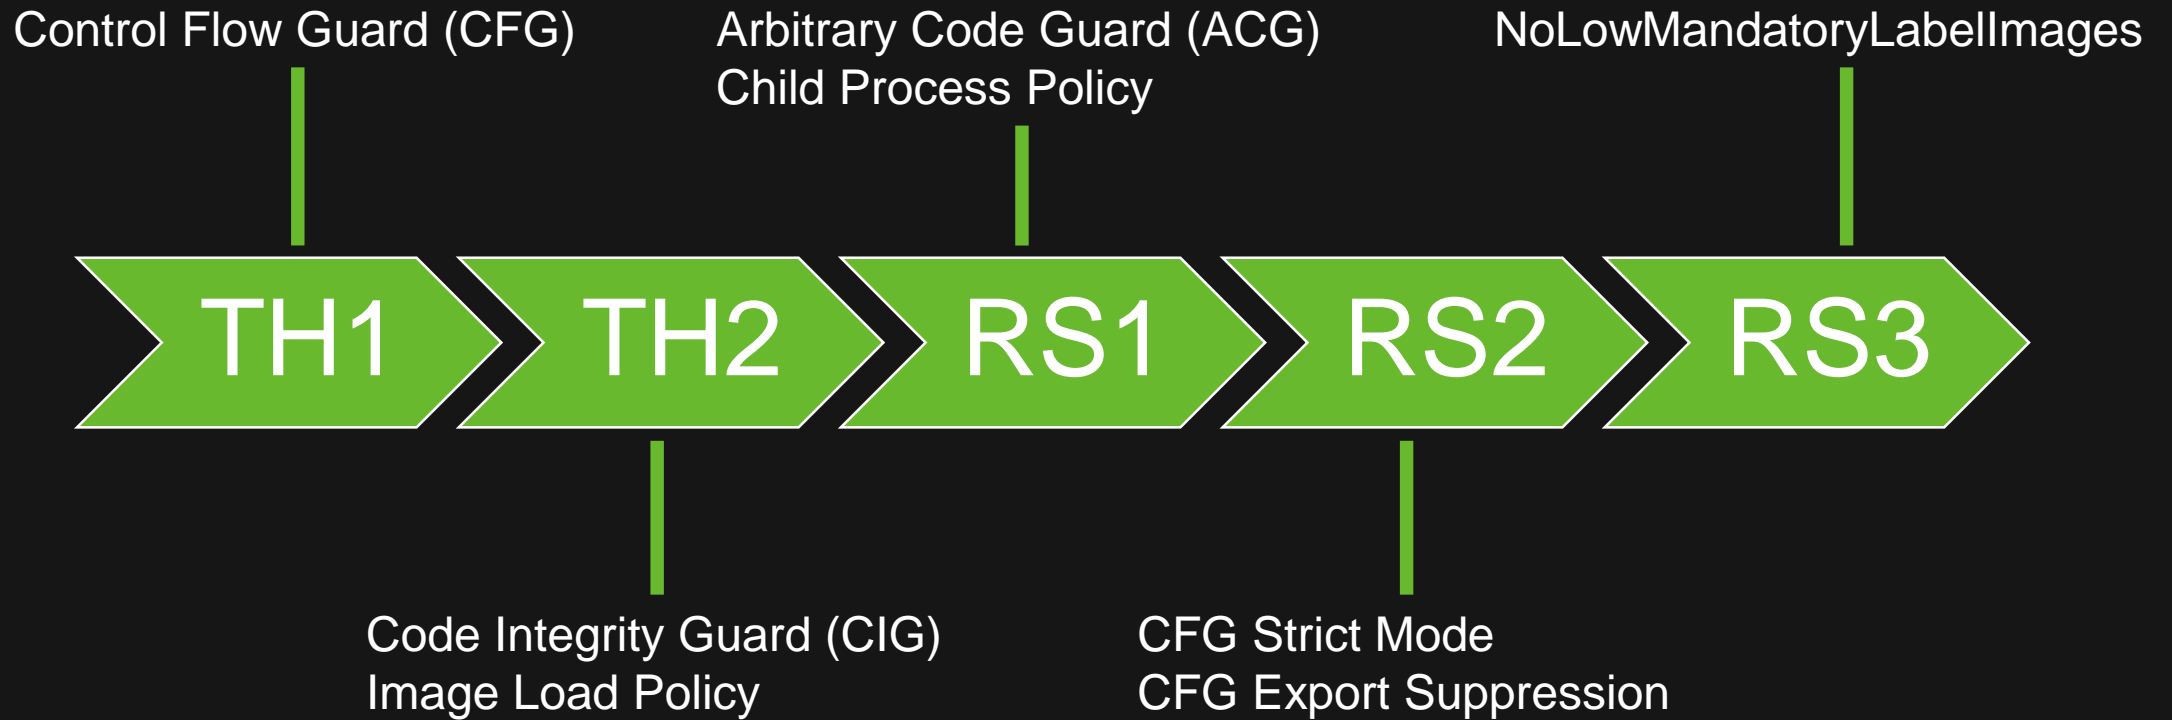 Control Flow Guard (CFG)
Arbitrary Code Guard (ACG)
Child Process Policy
NoLowMandatoryLabelImages
TH1
TH2
RS1
RS2
RS3
Code Integrity Guard (CIG)
Image Load Policy
CFG Strict Mode
CFG Export Suppression